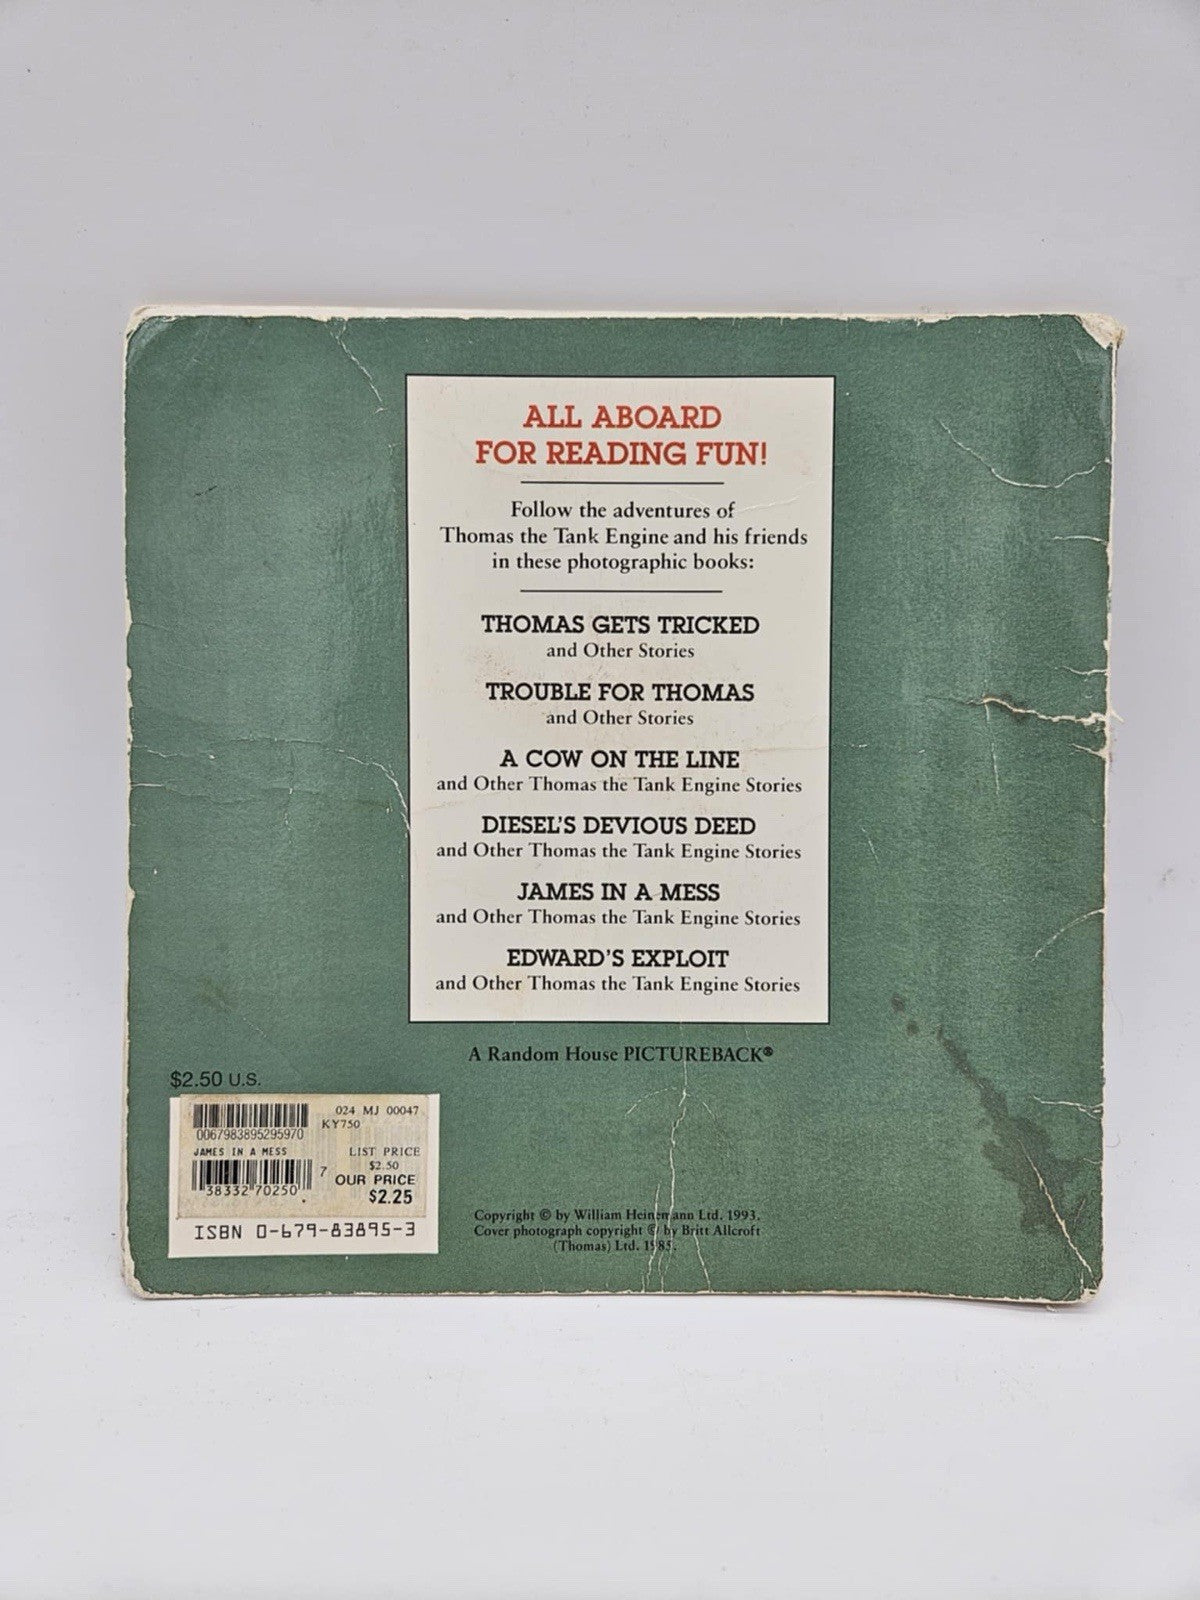 ALL ABOARD
FOR READING FUN!
Follow the adventures of
Thomas the Tank Engine and his friends
in these photographic books:
THOMAS GETS TRICKED
and Other Stories
TROUBLE FOR THOMAS
and Other Stories
A COW ON THE LINE
and Other Thomas the Tank Engine Stories
DIESEL'S DEVIOUS DEED
and Other Thomas the Tank Engine Stories
JAMES IN A MESS
and Other Thomas the Tank Engine Stories
EDWARD'S EXPLOIT
and Other Thomas the Tank Engine Stories
A Random House PICTUREBACK®
$2.50 U.S.
024 MJ 00047
KY750
0067983895295970
JAMES IN A MESS
LIST PRICE
$2.50
7
OUR PRICE
38332 70250
$2.25
ISBN 0-679-83895-3
Copyright © by William Heinemann Ltd. 1993.
Cover photograph copyright © by Britt Allcroft
(Thomas) Ltd. 1985.